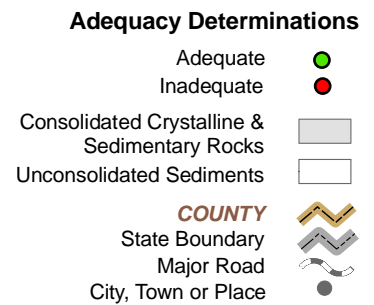 Adequacy Determinations
Adequate
Inadequate
Consolidated Crystalline &
Sedimentary Rocks
Unconsolidated Sediments
COUNTY
State Boundary
Major Road
City, Town or Place